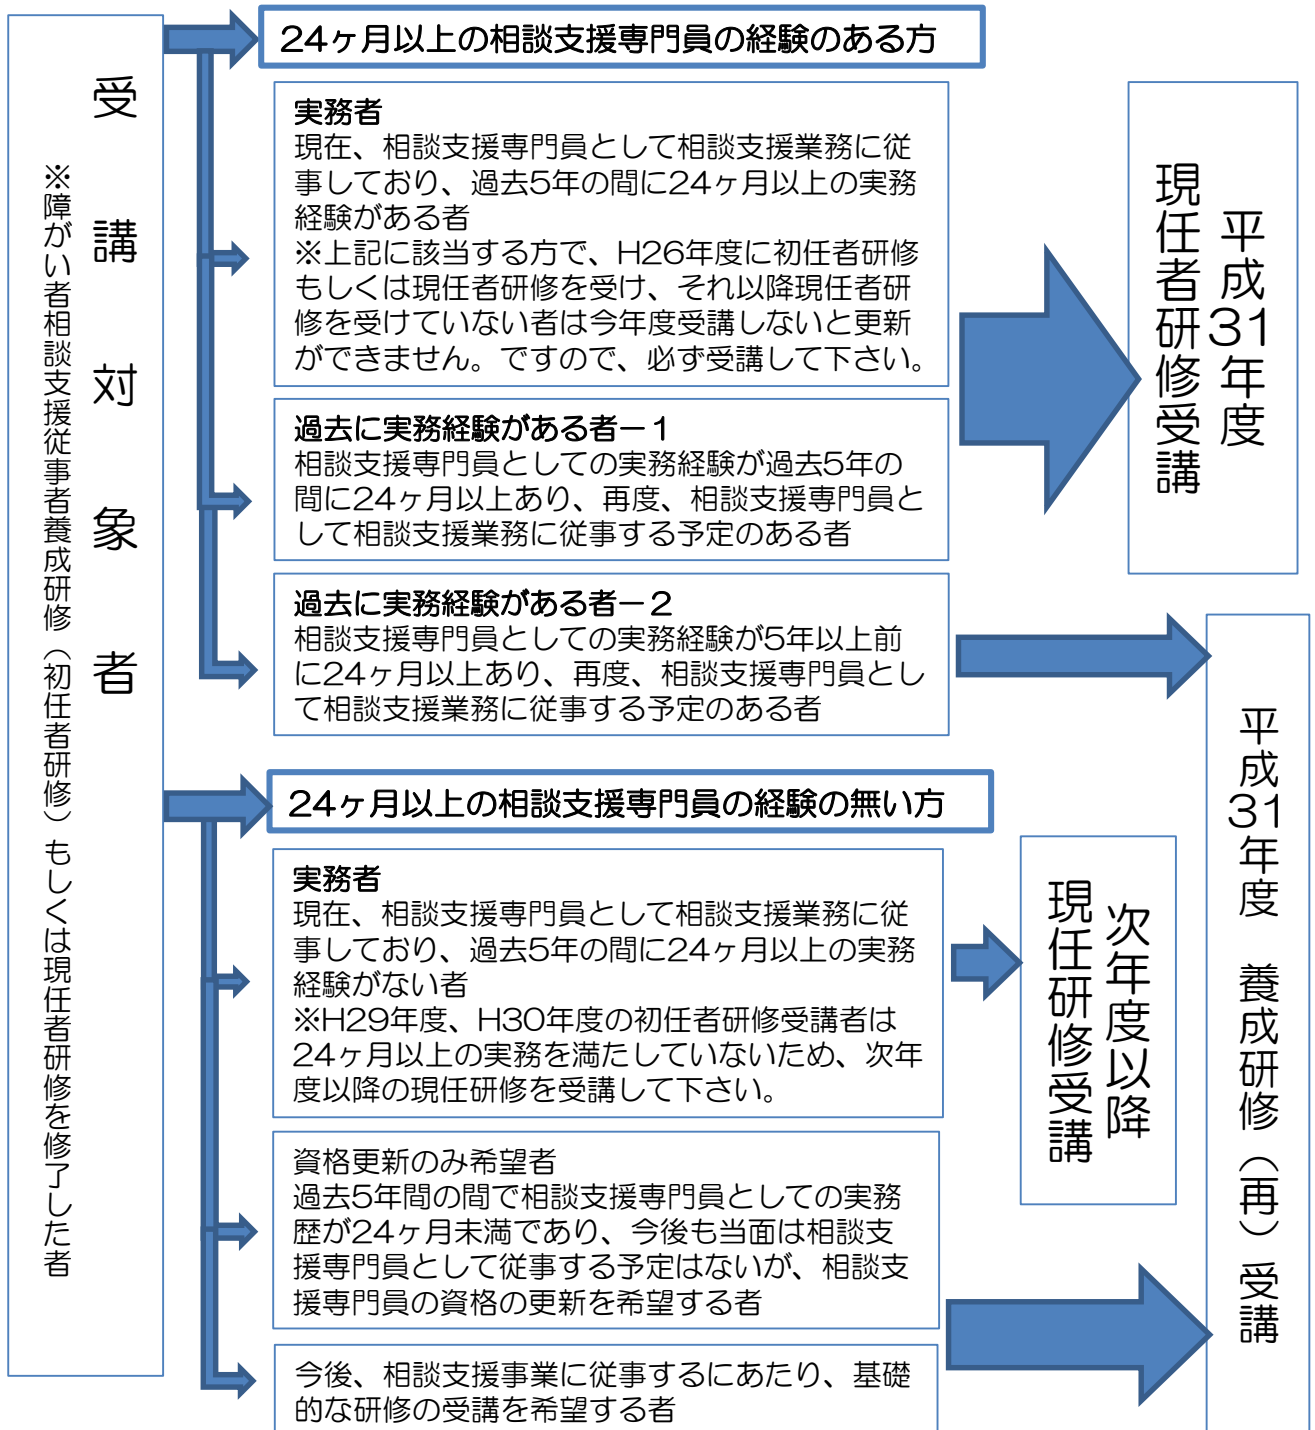 受講対象者
※障がい者相談支援従事者養成研修（初任者研修）もしくは現任者研修を修了した者
24ヶ月以上の相談支援専門員の経験のある方
実務者
現在、相談支援専門員として相談支援業務に従
事しており、過去5年の間に24ヶ月以上の実務
経験がある者
※上記に該当する方で、H26年度に初任者研修
もしくは現任者研修を受け、それ以降現任者研
修を受けていない者は今年度受講しないと更新
ができません。ですので、必ず受講して下さい。
過去に実務経験がある者－１
相談支援専門員としての実務経験が過去5年の
間に24ヶ月以上あり、再度、相談支援専門員と
して相談支援業務に従事する予定のある者
平成31年度
現任者研修受講
過去に実務経験がある者－２
相談支援専門員としての実務経験が5年以上前
に24ヶ月以上あり、再度、相談支援専門員とし
て相談支援業務に従事する予定のある者
24ヶ月以上の相談支援専門員の経験の無い方
実務者
現在、相談支援専門員として相談支援業務に従
事しており、過去5年の間に24ヶ月以上の実務
経験がない者
※H29年度、H30年度の初任者研修受講者は
24ヶ月以上の実務を満たしていないため、次年
度以降の現任研修を受講して下さい。
次年度以降
現任研修受講
資格更新のみ希望者
過去5年間の間で相談支援専門員としての実務
歴が24ヶ月未満であり、今後も当面は相談支
援専門員として従事する予定はないが、相談支
援専門員の資格の更新を希望する者
今後、相談支援事業に従事するにあたり、基礎
的な研修の受講を希望する者
平成31年度　養成研修（再）受講